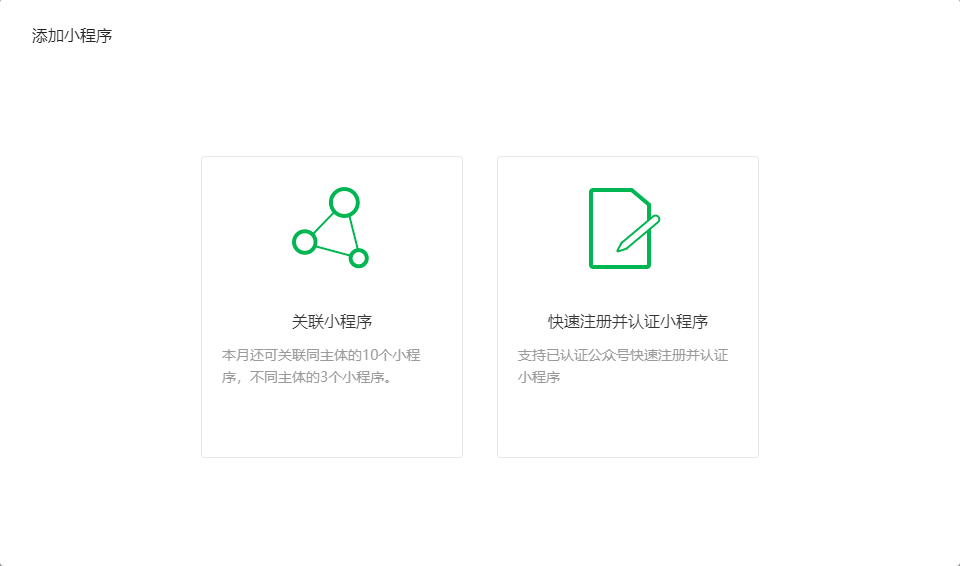 添加小程序
关联小程序
本月还可关联同主体的10个小程
序，不同主体的3个小程序。
快速注册并认证小程序
支持已认证公众号快速注册并认证
小程序